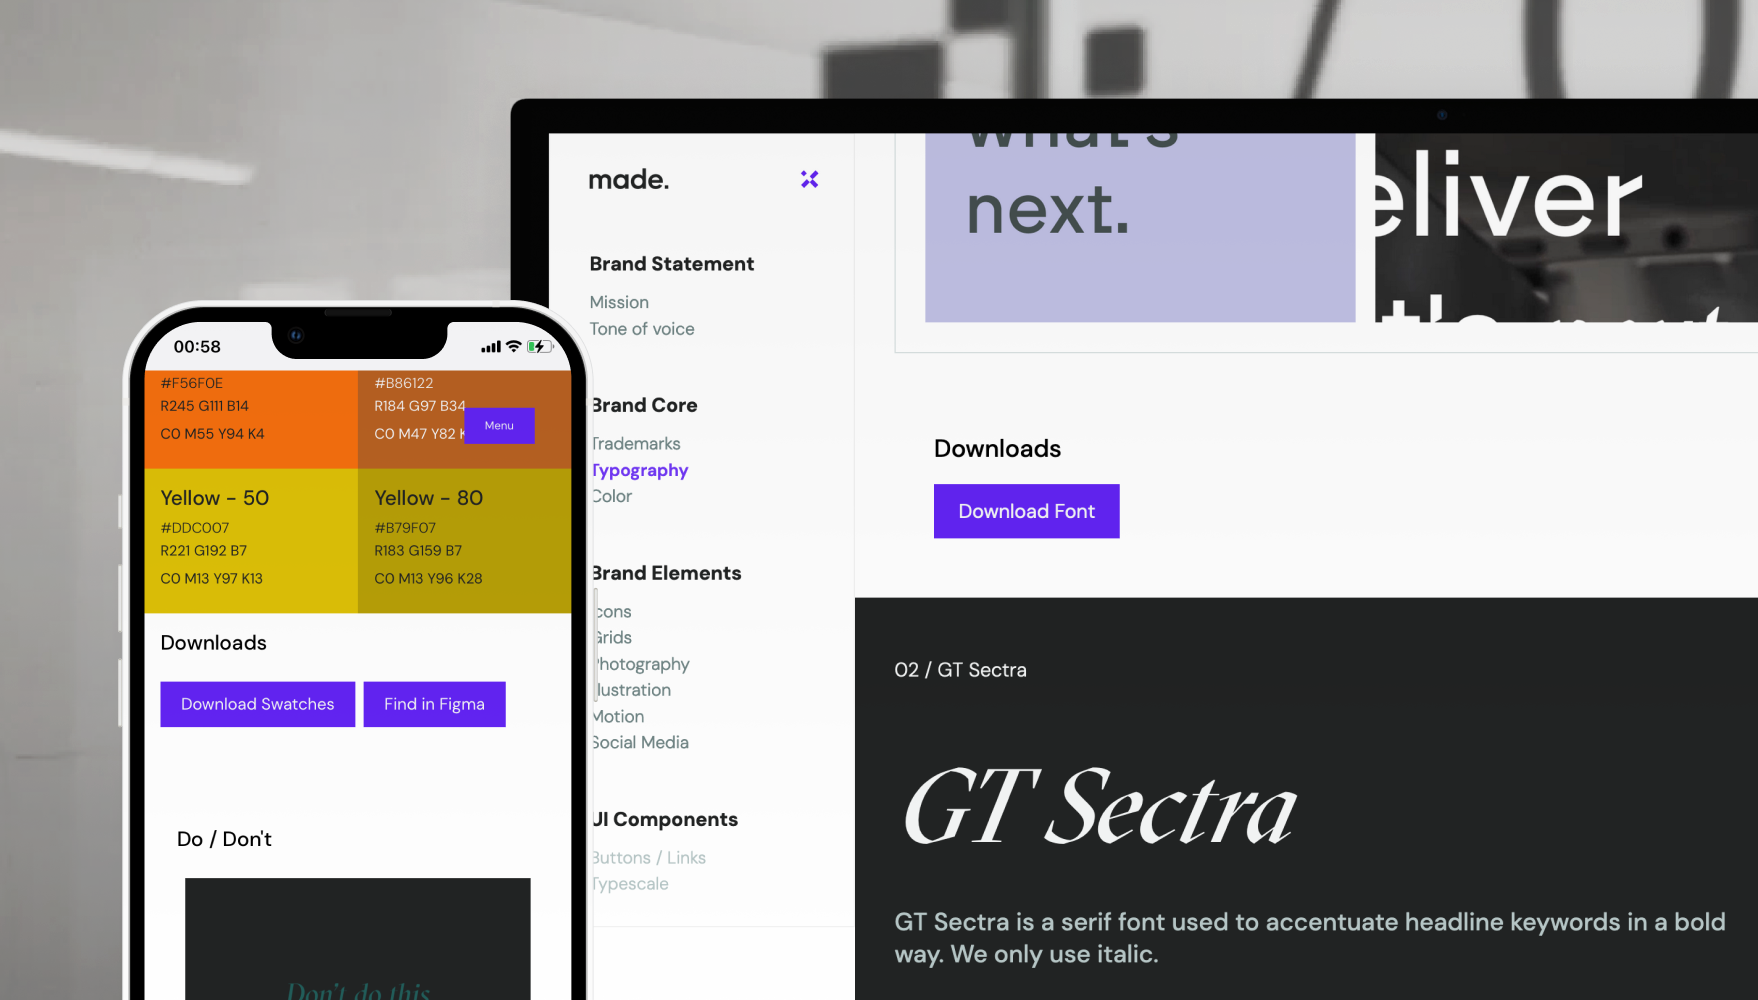 what's
next.
eliver
made.
Brand Statement
Mission
Tone of voice
Brand Core
Trademarks
Typography
Color
Brand Elements
Icons
Grids
Photography
Illustration
Motion
Social Media
UI Components
Buttons / Links
Typescale
Downloads
Download Font
02 / GT Sectra
GT Sectra
GT Sectra is a serif font used to accentuate headline keywords in a bold
way. We only use italic.
00:58
#F56F0E
R245 G111 B14
C0 M55 Y94 K4
#B86122
R184 G97 B34
C0 M47 Y82 K
Menu
Yellow - 50
#DDC007
R221 G192 B7
C0 M13 Y97 K13
Yellow - 80
#B79F07
R183 G159 B7
C0 M13 Y96 K28
Downloads
Download Swatches
Find in Figma
Do / Don't
Don't do this